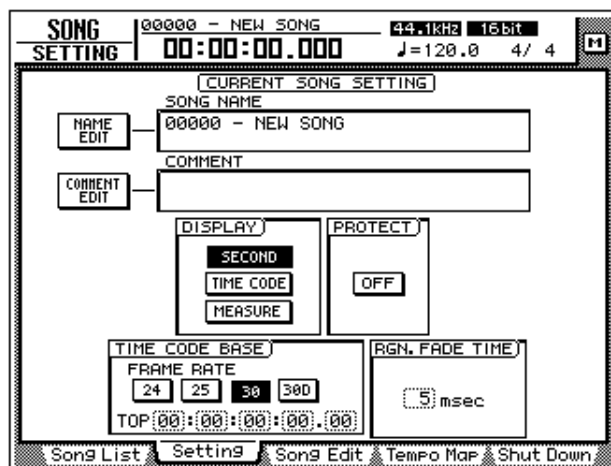 SONG
SETTING
00000 - NEW SONG
00:00:00.000
44.1kHz 16bit
♩=120.0 4/ 4
M
CURRENT SONG SETTING
SONG NAME
NAME
EDIT
00000 - NEW SONG
COMMENT
COMMENT
EDIT
DISPLAY
SECOND
TIME CODE
MEASURE
PROTECT
OFF
TIME CODE BASE
FRAME RATE
24 25 30 30D
TOP 00:00:00:00.00
RGN. FADE TIME
5 msec
Song List Setting Song Edit Tempo Map Shut Down